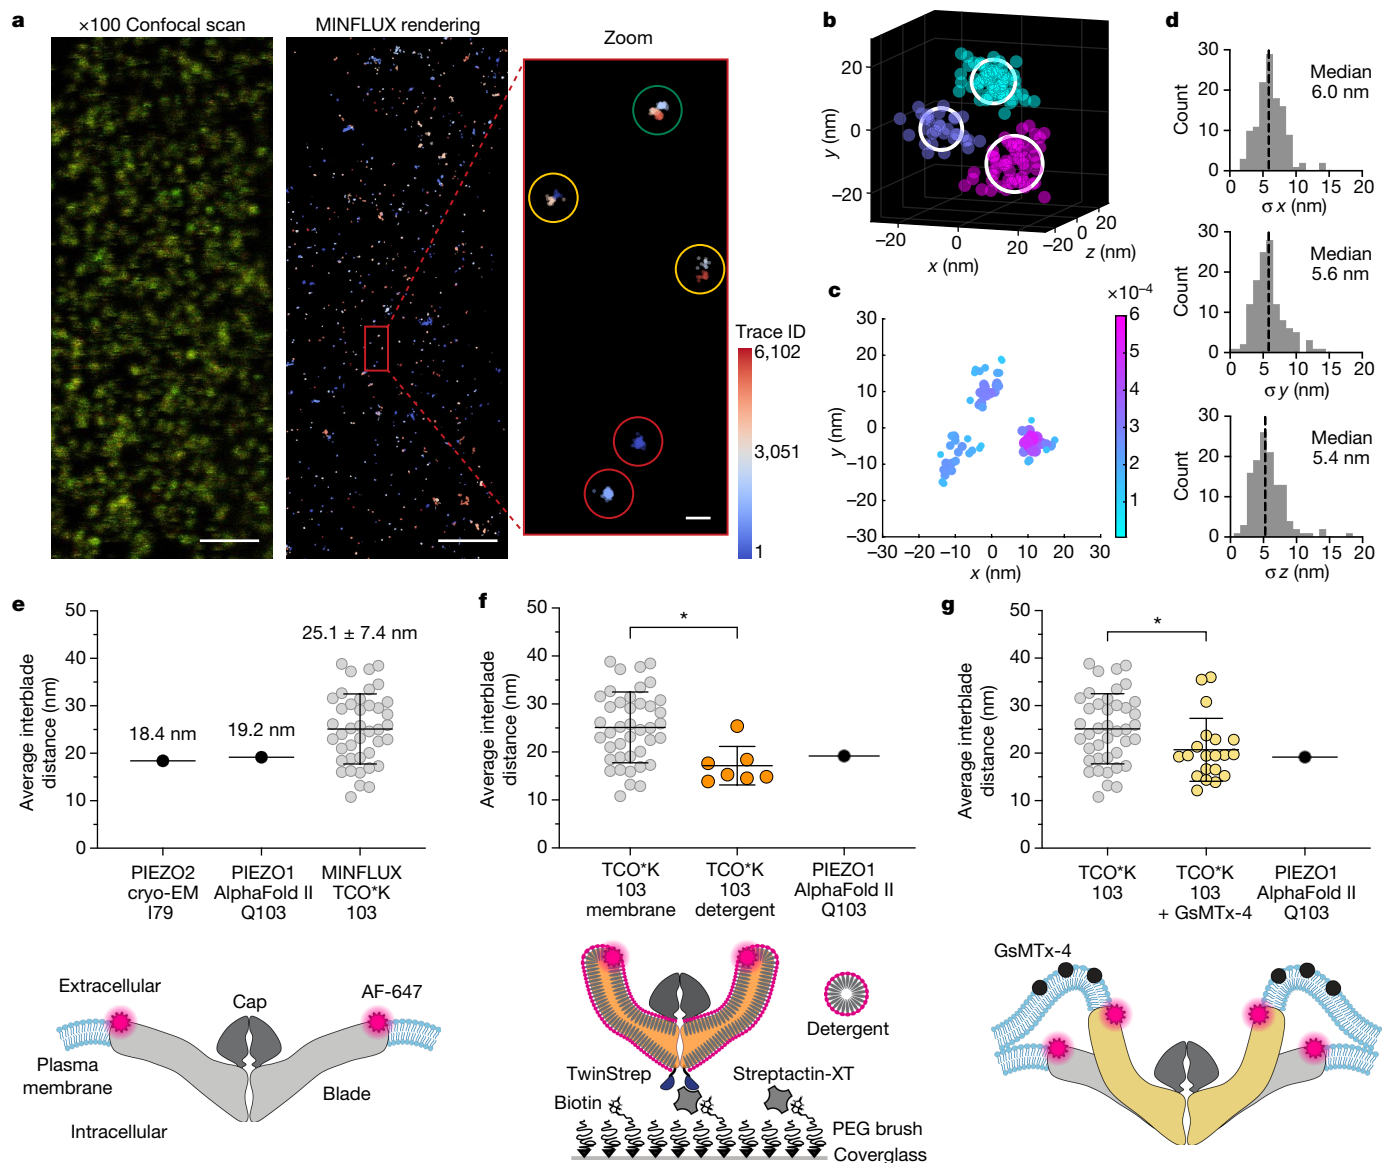 a
×100 Confocal scan
MINFLUX rendering
Zoom
Trace ID
6,102
3,051
1
b
20
0
−20
y (nm)
−20
0
20
x (nm)
−20
0
20
z (nm)
c
×10⁻⁴
6
5
4
3
2
1
30
20
10
0
−10
−20
−30
y (nm)
−30
−20
−10
0
10
20
30
x (nm)
d
30
20
10
0
Count
Median
6.0 nm
0
5
10
15
20
σ x (nm)
30
20
10
0
Count
Median
5.6 nm
0
5
10
15
20
σ y (nm)
30
20
10
0
Count
Median
5.4 nm
0
5
10
15
20
σ z (nm)
e
50
40
30
20
10
0
Average interblade
distance (nm)
18.4 nm
19.2 nm
25.1 ± 7.4 nm
PIEZO2
cryo-EM
I79
PIEZO1
AlphaFold II
Q103
MINFLUX
TCO*K
103
Extracellular
Cap
AF-647
Plasma
membrane
Blade
Intracellular
f
50
40
30
20
10
0
Average interblade
distance (nm)
*
TCO*K
103
membrane
TCO*K
103
detergent
PIEZO1
AlphaFold II
Q103
Detergent
TwinStrep
Streptactin-XT
Biotin
PEG brush
Coverglass
g
50
40
30
20
10
0
Average interblade
distance (nm)
*
TCO*K
103
TCO*K
103
+ GsMTx-4
PIEZO1
AlphaFold II
Q103
GsMTx-4